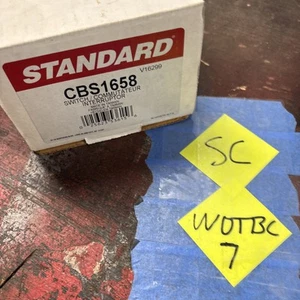 STANDARD
V16299
CBS1658
SWITCH / COMMUTATEUR
INTERRUPTOR
SC
WOTBC
7